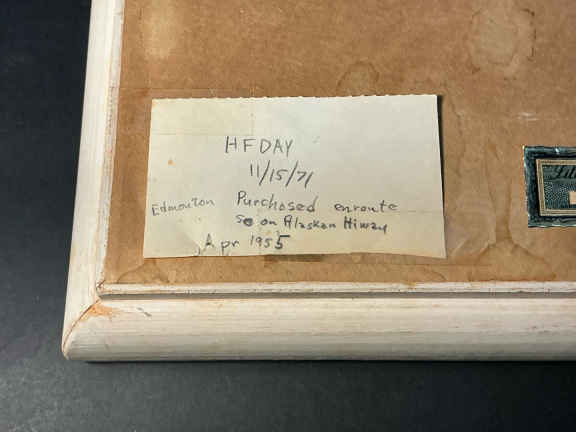 HFDAY
11/15/71
Edmonton Purchased enroute
so on Alaskan Hiway
Apr 1955